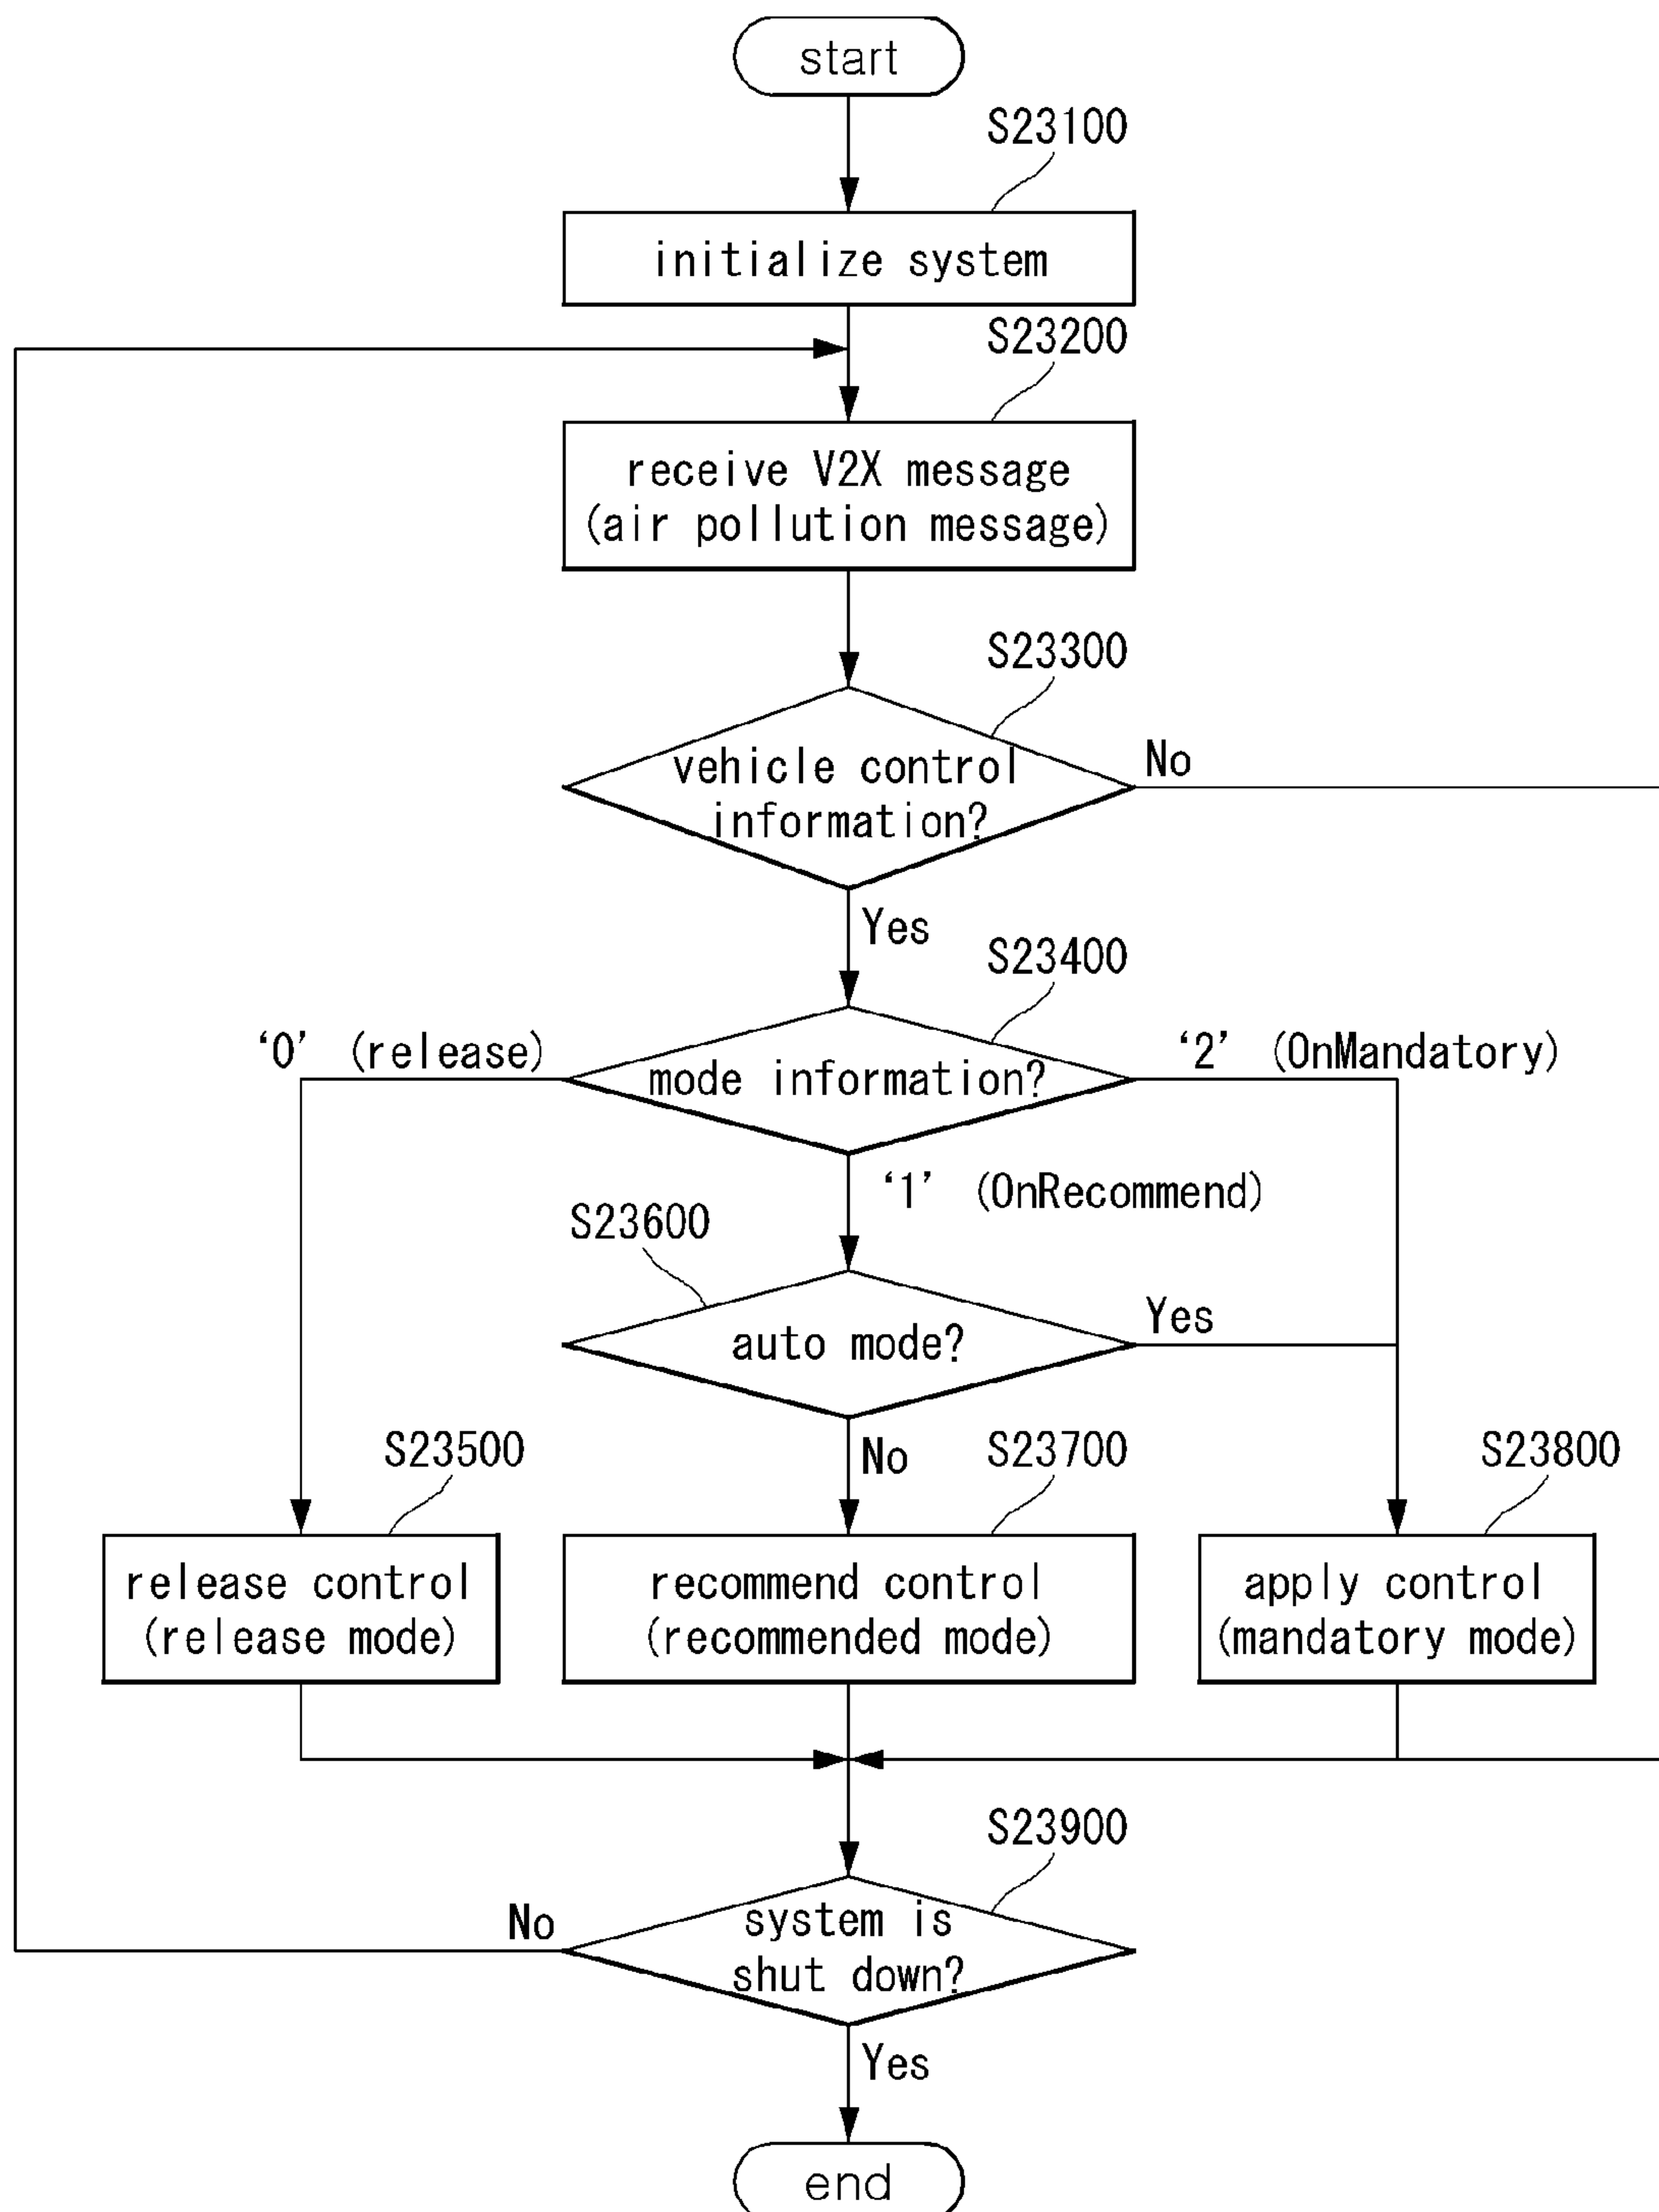 start
S23100
initialize system
S23200
receive V2X message
(air pollution message)
S23300
vehicle control
information?
No
Yes
S23400
‘0’ (release)
mode information?
‘2’ (OnMandatory)
‘1’ (OnRecommend)
S23600
auto mode?
Yes
No
S23500
S23700
S23800
release control
(release mode)
recommend control
(recommended mode)
apply control
(mandatory mode)
S23900
No
system is
shut down?
Yes
end